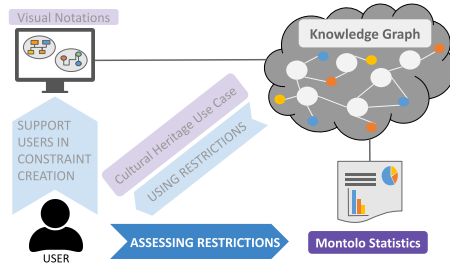 Visual Notations
Knowledge Graph
SUPPORT
USERS IN
CONSTRAINT
CREATION
Cultural Heritage Use Case
USING RESTRICTIONS
USER
ASSESSING RESTRICTIONS
Montolo Statistics